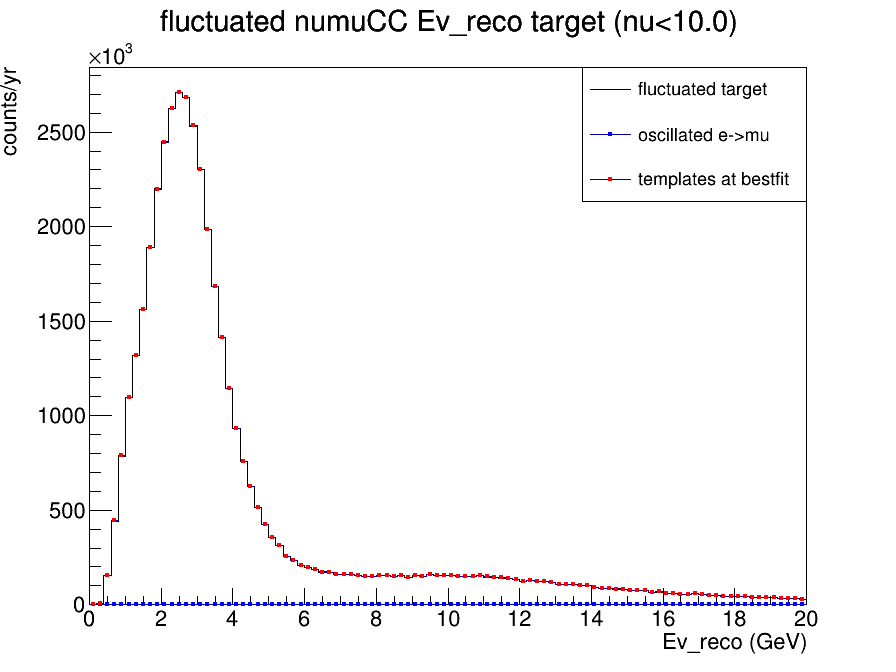 fluctuated numuCC Ev_reco target (nu<10.0)
×10³
counts/yr
fluctuated target
oscillated e->mu
templates at bestfit
2500
2000
1500
1000
500
0
0 2 4 6 8 10 12 14 16 18 20
Ev_reco (GeV)